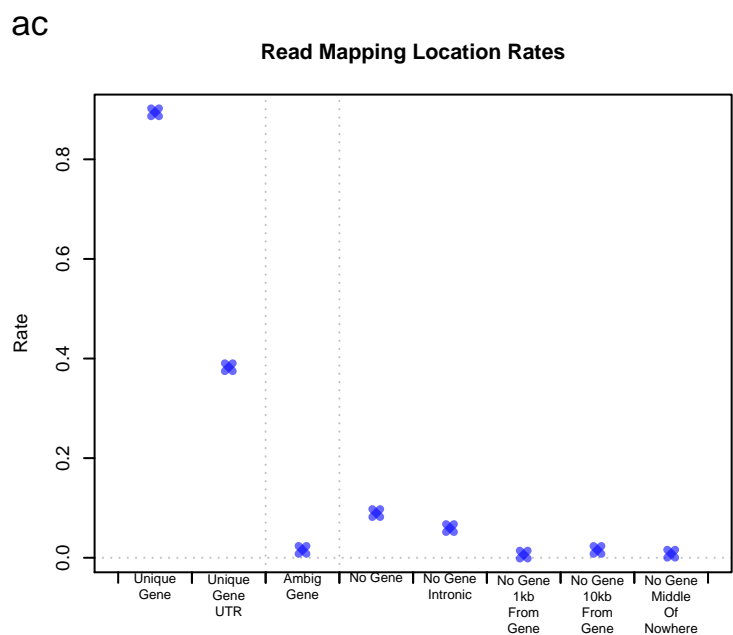 ac
Read Mapping Location Rates
Rate
0.8
0.6
0.4
0.2
0.0
Unique Gene
Unique Gene UTR
Ambig Gene
No Gene
No Gene Intronic
No Gene 1kb From Gene
No Gene 10kb From Gene
No Gene Middle Of Nowhere